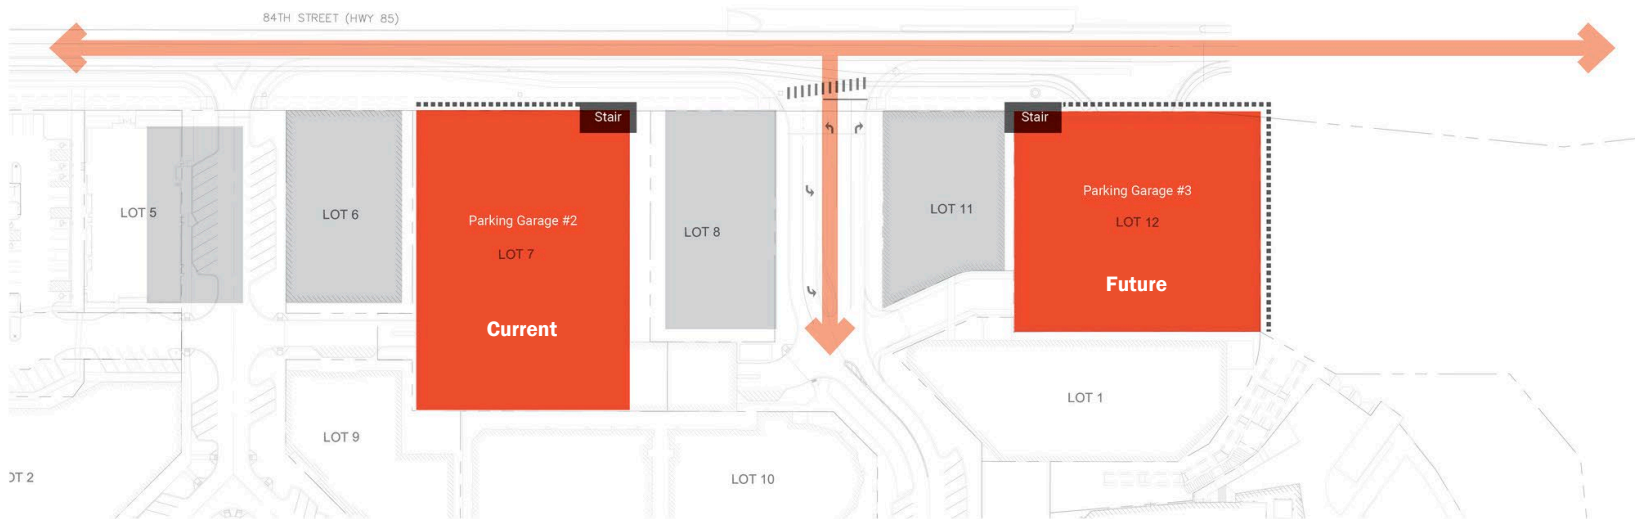 84TH STREET (HWY 85)
Stair
Stair
LOT 5
LOT 6
Parking Garage #2
LOT 7
Current
LOT 8
LOT 11
Parking Garage #3
LOT 12
Future
LOT 1
LOT 9
OT 2
LOT 10